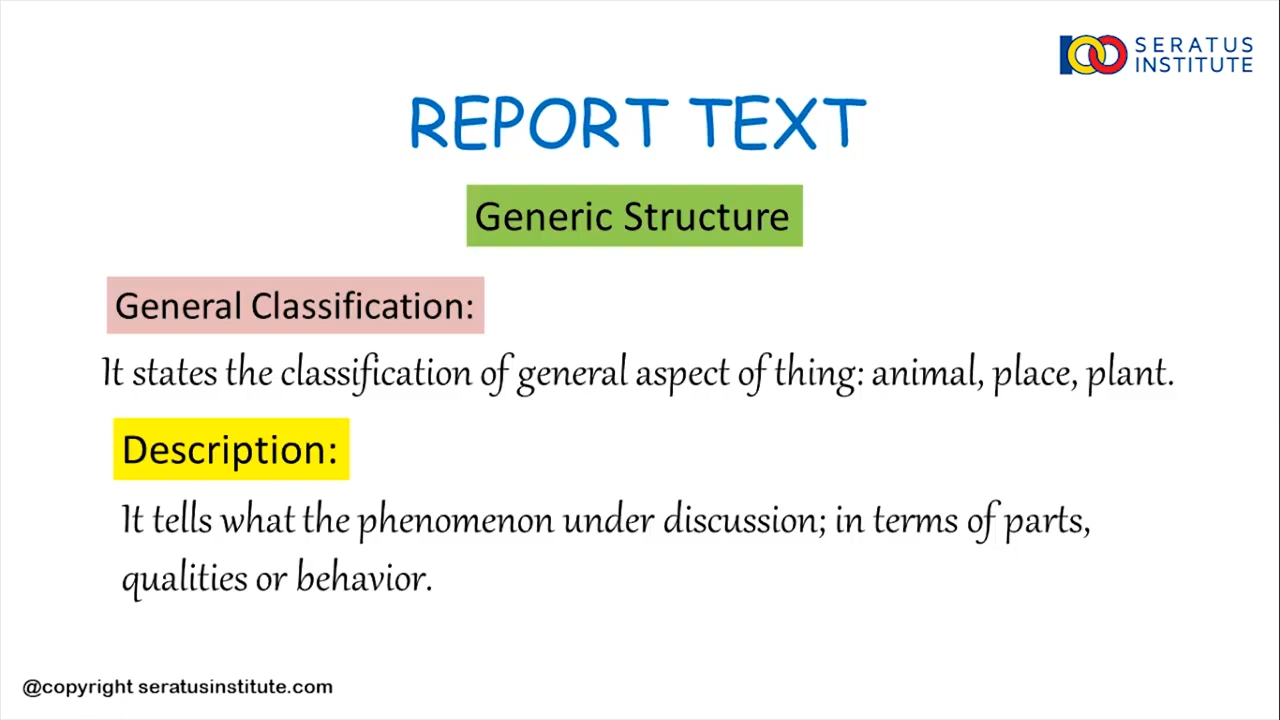 SERATUS
INSTITUTE
REPORT TEXT
Generic Structure
General Classification:
It states the classification of general aspect of thing: animal, place, plant.
Description:
It tells what the phenomenon under discussion; in terms of parts,
qualities or behavior.
@copyright seratusinstitute.com